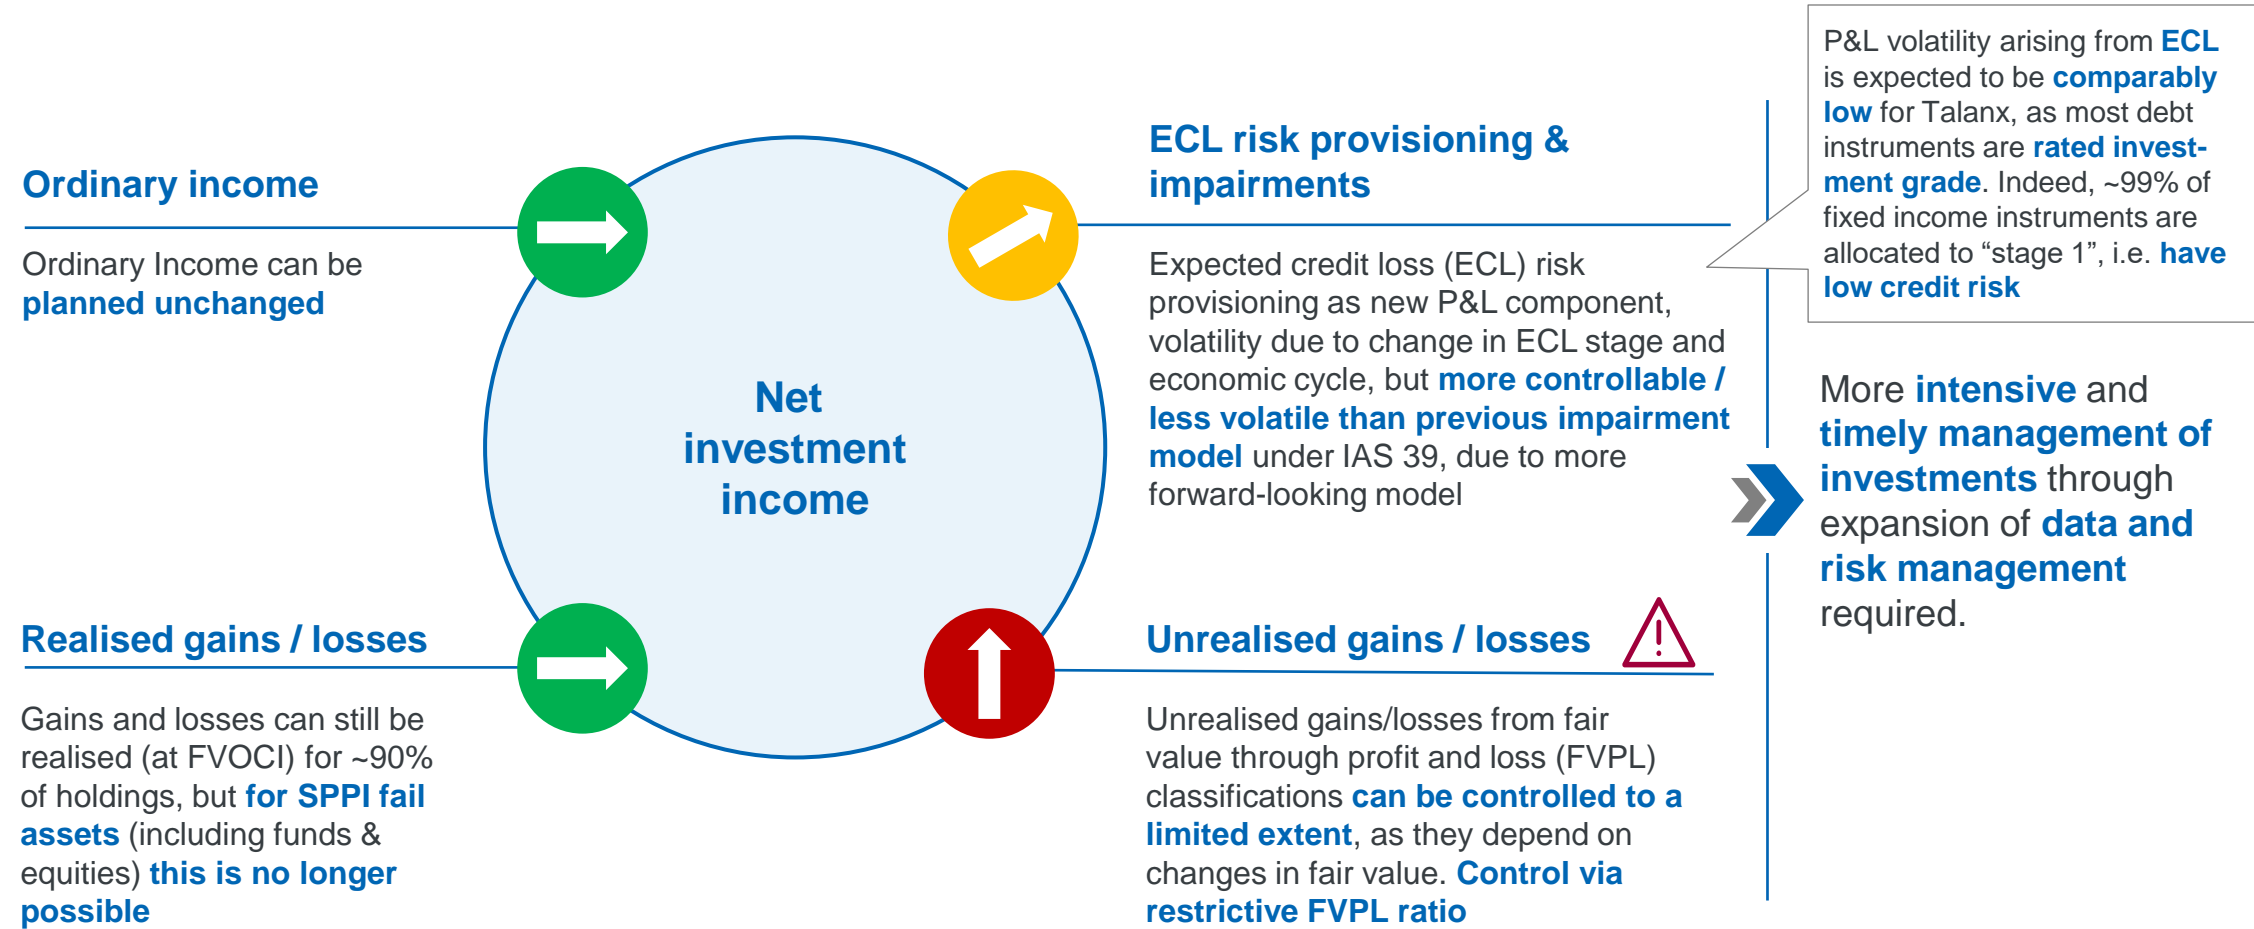 Ordinary income
Ordinary Income can be
planned unchanged
Realised gains / losses
Gains and losses can still be
realised (at FVOCI) for ~90%
of holdings, but for SPPI fail
assets (including funds &
equities) this is no longer
possible
Net
investment
income
ECL risk provisioning &
impairments
Expected credit loss (ECL) risk
provisioning as new P&L component,
volatility due to change in ECL stage and
economic cycle, but more controllable /
less volatile than previous impairment
model under IAS 39, due to more
forward-looking model
Unrealised gains / losses
Unrealised gains/losses from fair
value through profit and loss (FVPL)
classifications can be controlled to a
limited extent, as they depend on
changes in fair value. Control via
restrictive FVPL ratio
P&L volatility arising from ECL
is expected to be comparably
low for Talanx, as most debt
instruments are rated invest-
ment grade. Indeed, ~99% of
fixed income instruments are
allocated to “stage 1”, i.e. have
low credit risk
More intensive and
timely management of
investments through
expansion of data and
risk management
required.